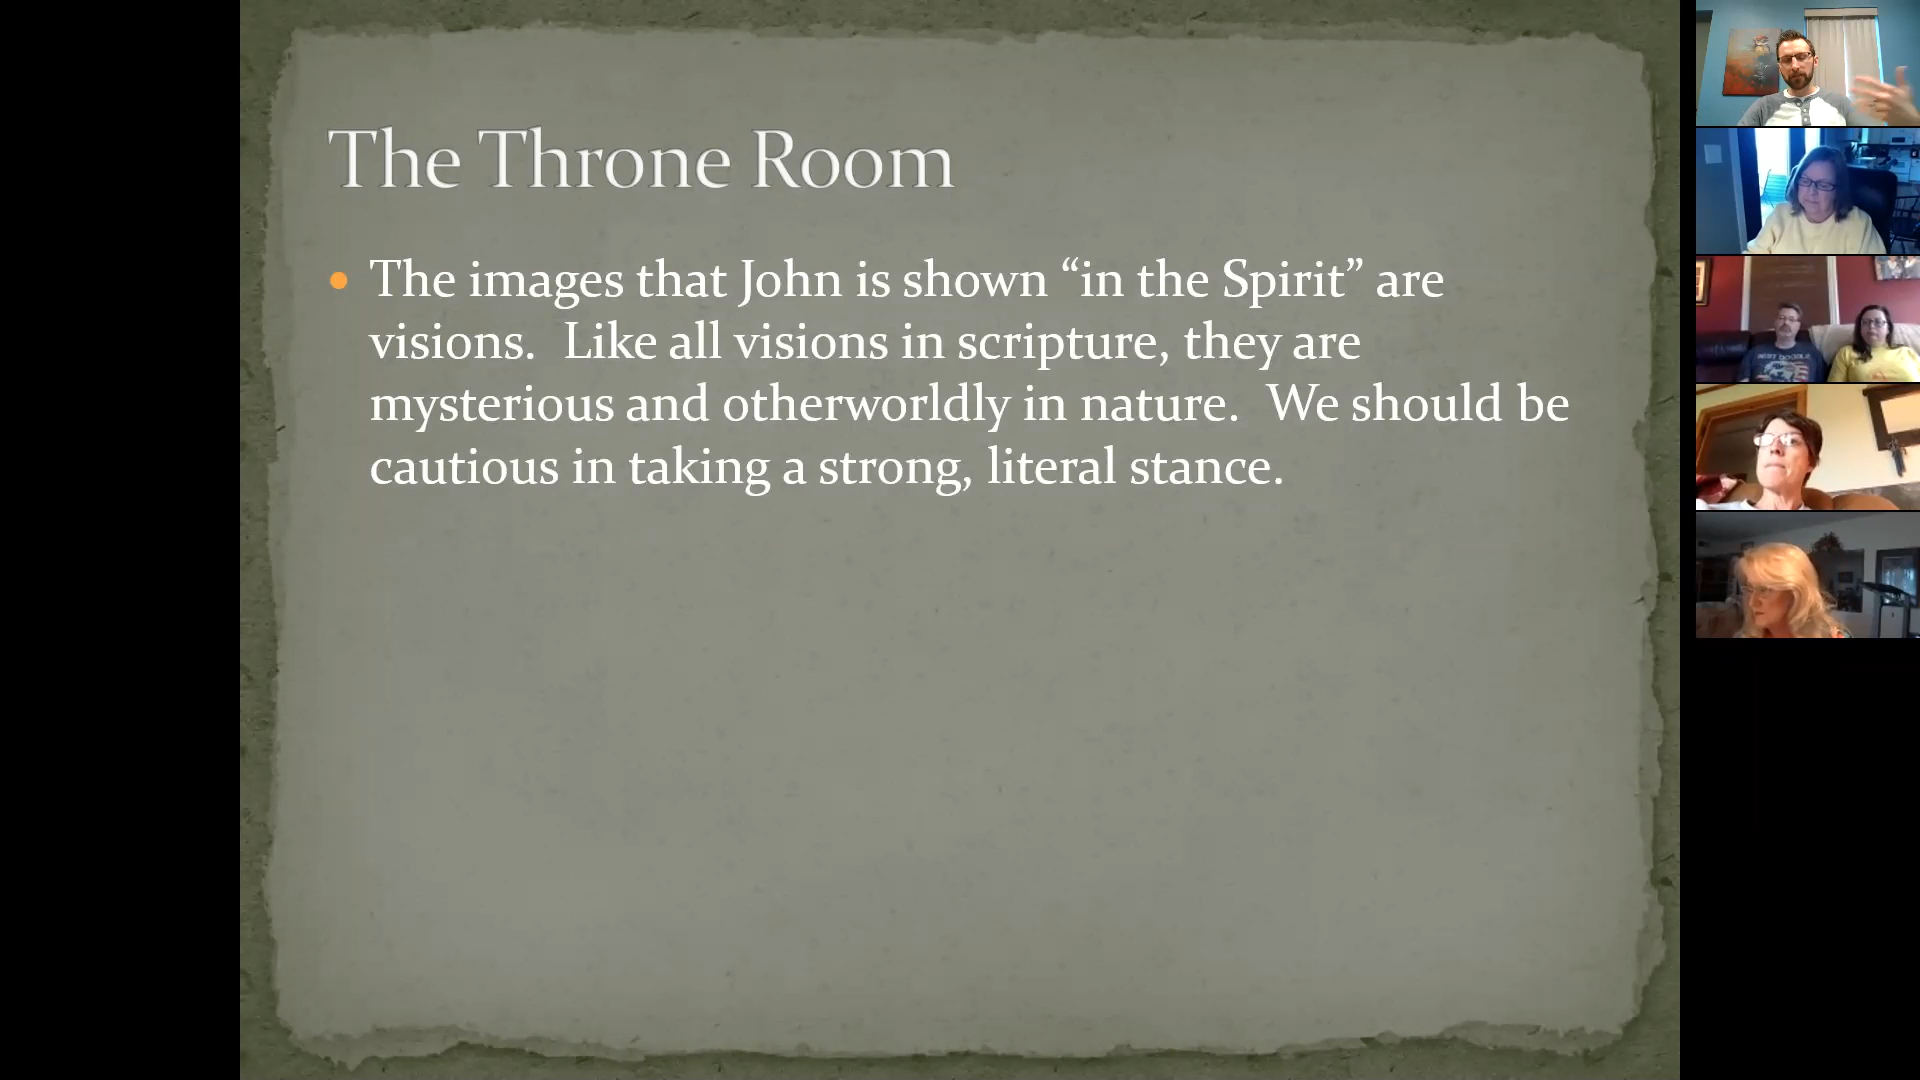 The Throne Room
The images that John is shown “in the Spirit” are
visions.  Like all visions in scripture, they are
mysterious and otherworldly in nature.  We should be
cautious in taking a strong, literal stance.